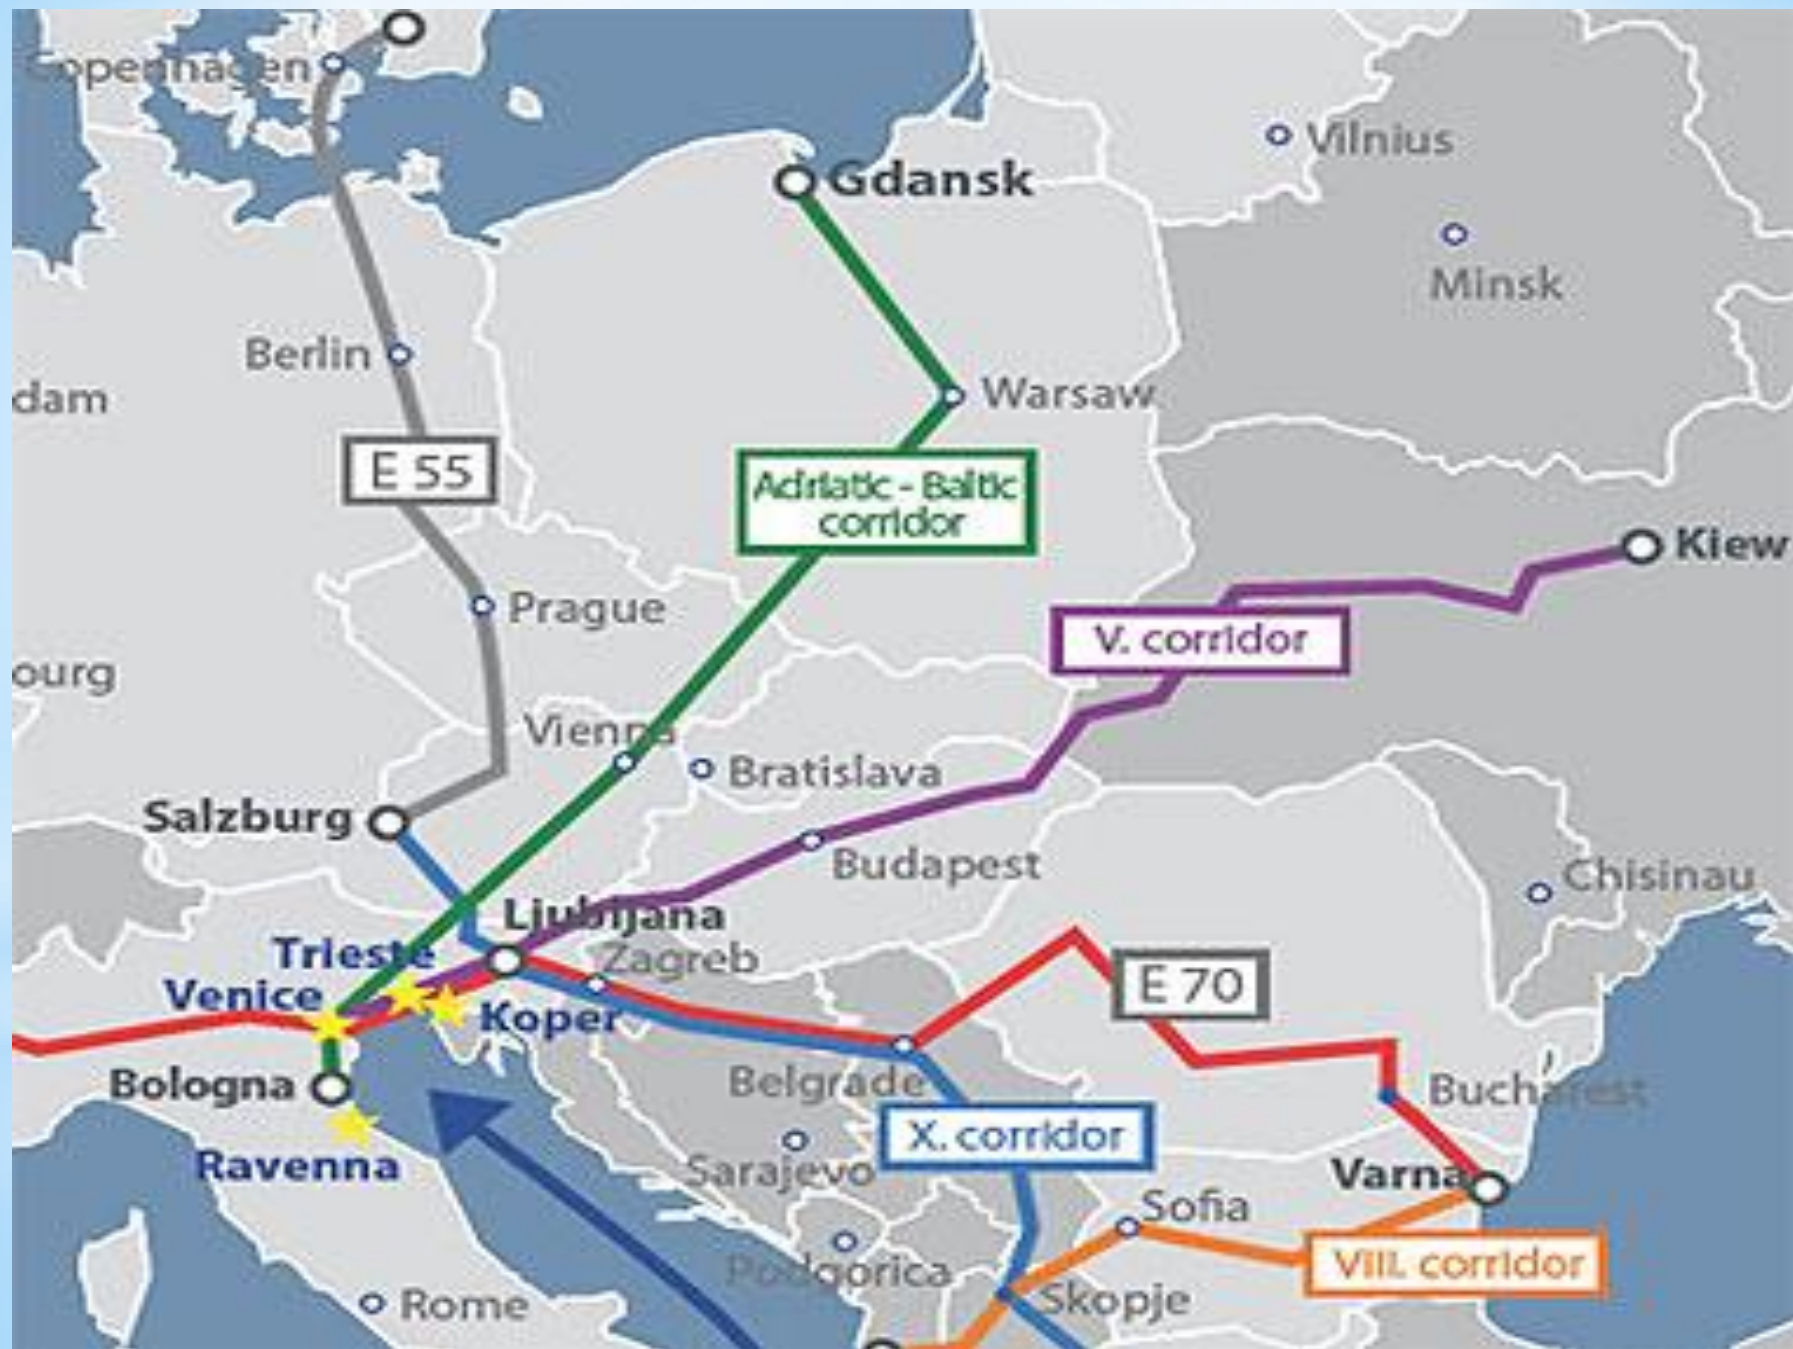 Copenhagen
Vilnius
Gdansk
Minsk
Berlin
Warsaw
dam
E 55
Adriatic - Baltic
corridor
Kiew
Prague
V. corridor
ourg
Vienna
Bratislava
Salzburg
Budapest
Chisinau
Ljubljana
Trieste
Zagreb
Venice
E 70
Koper
Bologna
Belgrade
Bucharest
X. corridor
Ravenna
Sarajevo
Varna
Sofia
Podgorica
VIII. corridor
Rome
Skopje